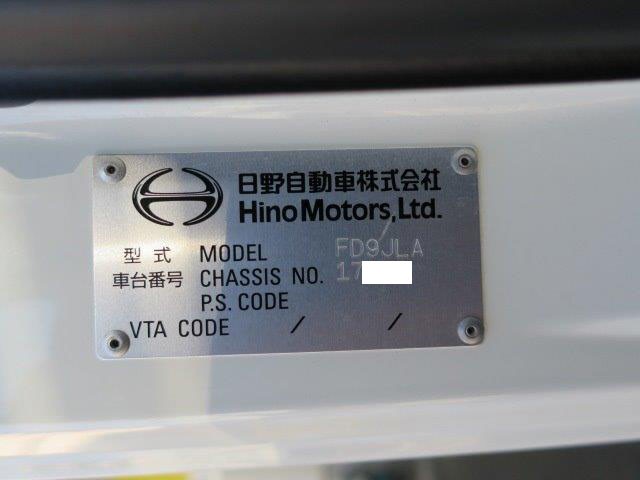 日野自動車株式会社
Hino Motors, Ltd.
型式 MODEL FD9JLA
車台番号 CHASSIS NO. 17
P.S. CODE
VTA CODE / /